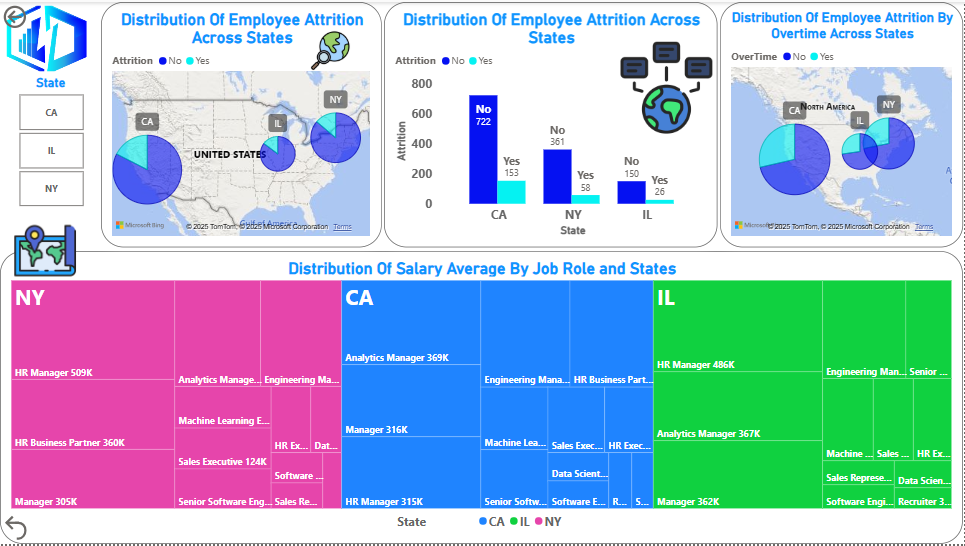 State
CA
IL
NY
Distribution Of Employee Attrition
Across States
Attrition No Yes
CA
IL
NY
UNITED STATES
Gulf of America
Microsoft Bing
© 2025 TomTom, © 2025 Microsoft Corporation Terms
Distribution Of Employee Attrition Across
States
Attrition No Yes
Attrition
800
600
400
200
0
No
722
Yes
153
No
361
Yes
58
No
150
Yes
26
CA NY IL
State
Distribution Of Employee Attrition By
Overtime Across States
OverTime No Yes
NORTH AMERICA
CA
IL
NY
Microsoft Bing
© 2025 TomTom, © 2025 Microsoft Corporation Terms
Distribution Of Salary Average By Job Role and States
NY
HR Manager 509K
HR Business Partner 360K
Manager 305K
Analytics Manage...
Engineering Ma...
Machine Learning E...
Sales Executive 124K
Senior Software Eng...
HR Ex...
Dat...
Software ...
Sales Re...
CA
Analytics Manager 369K
Manager 316K
HR Manager 315K
Engineering Mana...
HR Business Part...
Machine Lea...
Senior Softw...
Sales Exec...
HR Exec...
Data Scient...
Software E...
R...
S...
IL
HR Manager 486K
Analytics Manager 367K
Manager 362K
Engineering Man...
Senior ...
Machine ...
Sales ...
HR Ex...
Sales Represe...
Data Scien...
Software Engi...
Recruiter 3...
State CA IL NY